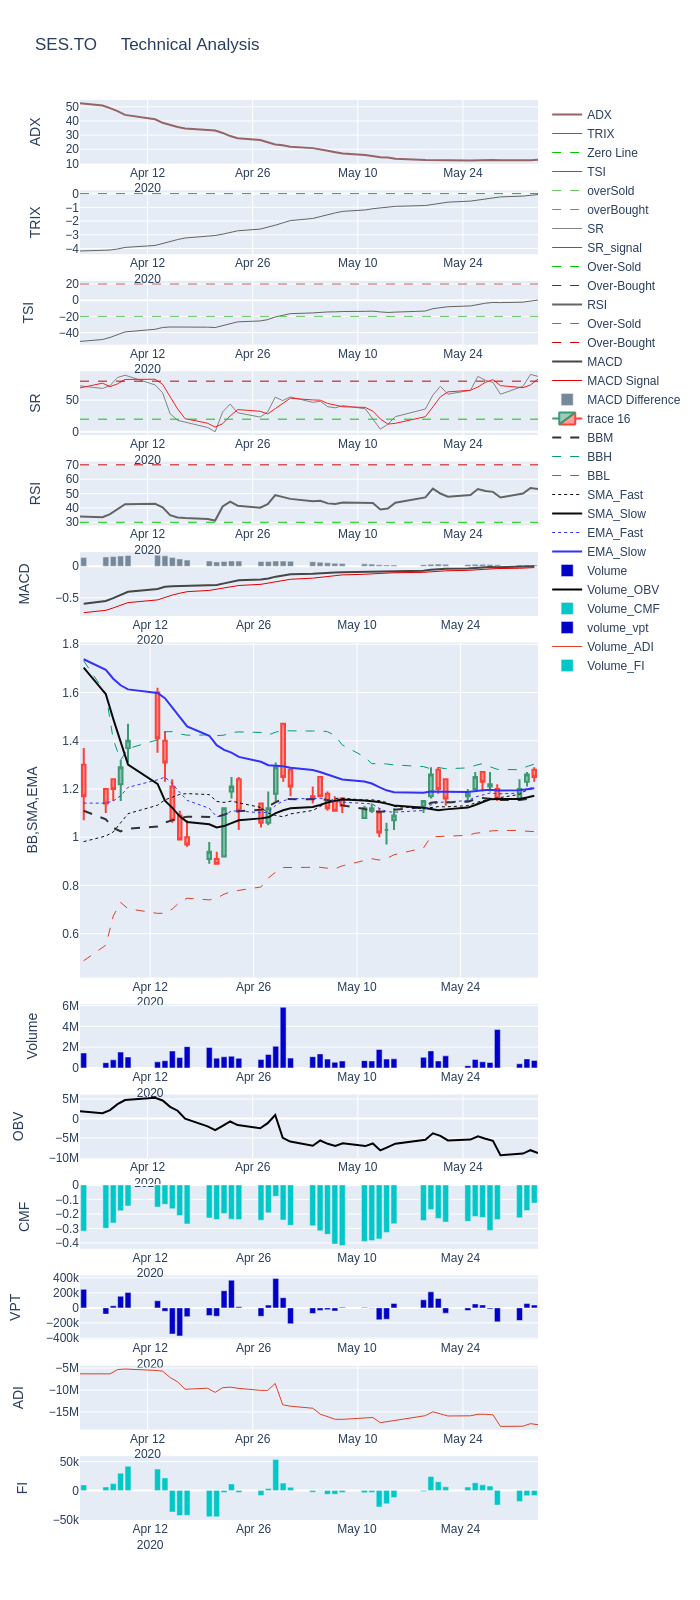 SES.TO Technical Analysis
ADX
50
40
30
20
10
Apr 12
2020
Apr 26
May 10
May 24
TRIX
0
−1
−2
−3
−4
Apr 12
2020
Apr 26
May 10
May 24
TSI
20
0
−20
−40
Apr 12
2020
Apr 26
May 10
May 24
SR
50
0
Apr 12
2020
Apr 26
May 10
May 24
RSI
70
60
50
40
30
Apr 12
2020
Apr 26
May 10
May 24
MACD
0
−0.5
Apr 12
2020
Apr 26
May 10
May 24
BB,SMA,EMA
1.8
1.6
1.4
1.2
1
0.8
0.6
Apr 12
2020
Apr 26
May 10
May 24
Volume
6M
4M
2M
0
Apr 12
2020
Apr 26
May 10
May 24
OBV
5M
0
−5M
−10M
Apr 12
2020
Apr 26
May 10
May 24
CMF
0
−0.1
−0.2
−0.3
−0.4
Apr 12
2020
Apr 26
May 10
May 24
VPT
400k
200k
0
−200k
−400k
Apr 12
2020
Apr 26
May 10
May 24
ADI
−5M
−10M
−15M
Apr 12
2020
Apr 26
May 10
May 24
FI
50k
0
−50k
Apr 12
2020
Apr 26
May 10
May 24
ADX
TRIX
Zero Line
TSI
overSold
overBought
SR
SR_signal
Over-Sold
Over-Bought
RSI
Over-Sold
Over-Bought
MACD
MACD Signal
MACD Difference
trace 16
BBM
BBH
BBL
SMA_Fast
SMA_Slow
EMA_Fast
EMA_Slow
Volume
Volume_OBV
Volume_CMF
volume_vpt
Volume_ADI
Volume_FI